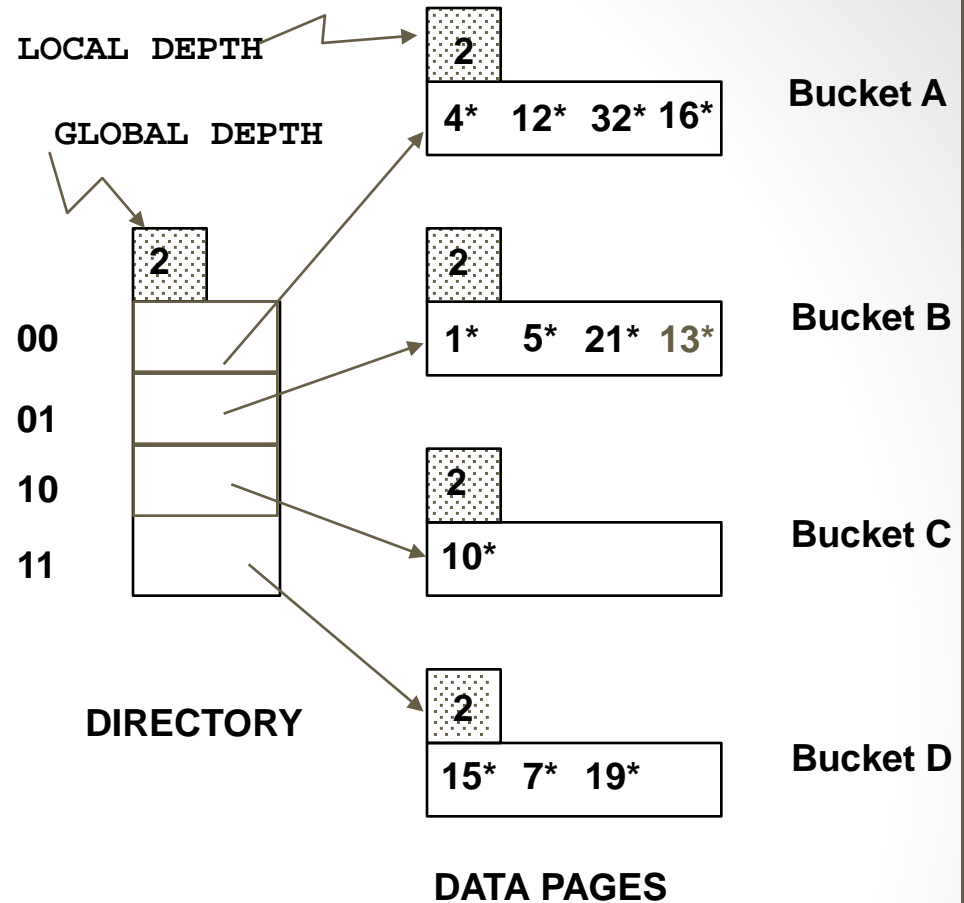 LOCAL DEPTH
GLOBAL DEPTH
2
00
01
10
11
DIRECTORY
2
4* 12* 32* 16*
Bucket A
2
1* 5* 21* 13*
Bucket B
2
10*
Bucket C
2
15* 7* 19*
Bucket D
DATA PAGES